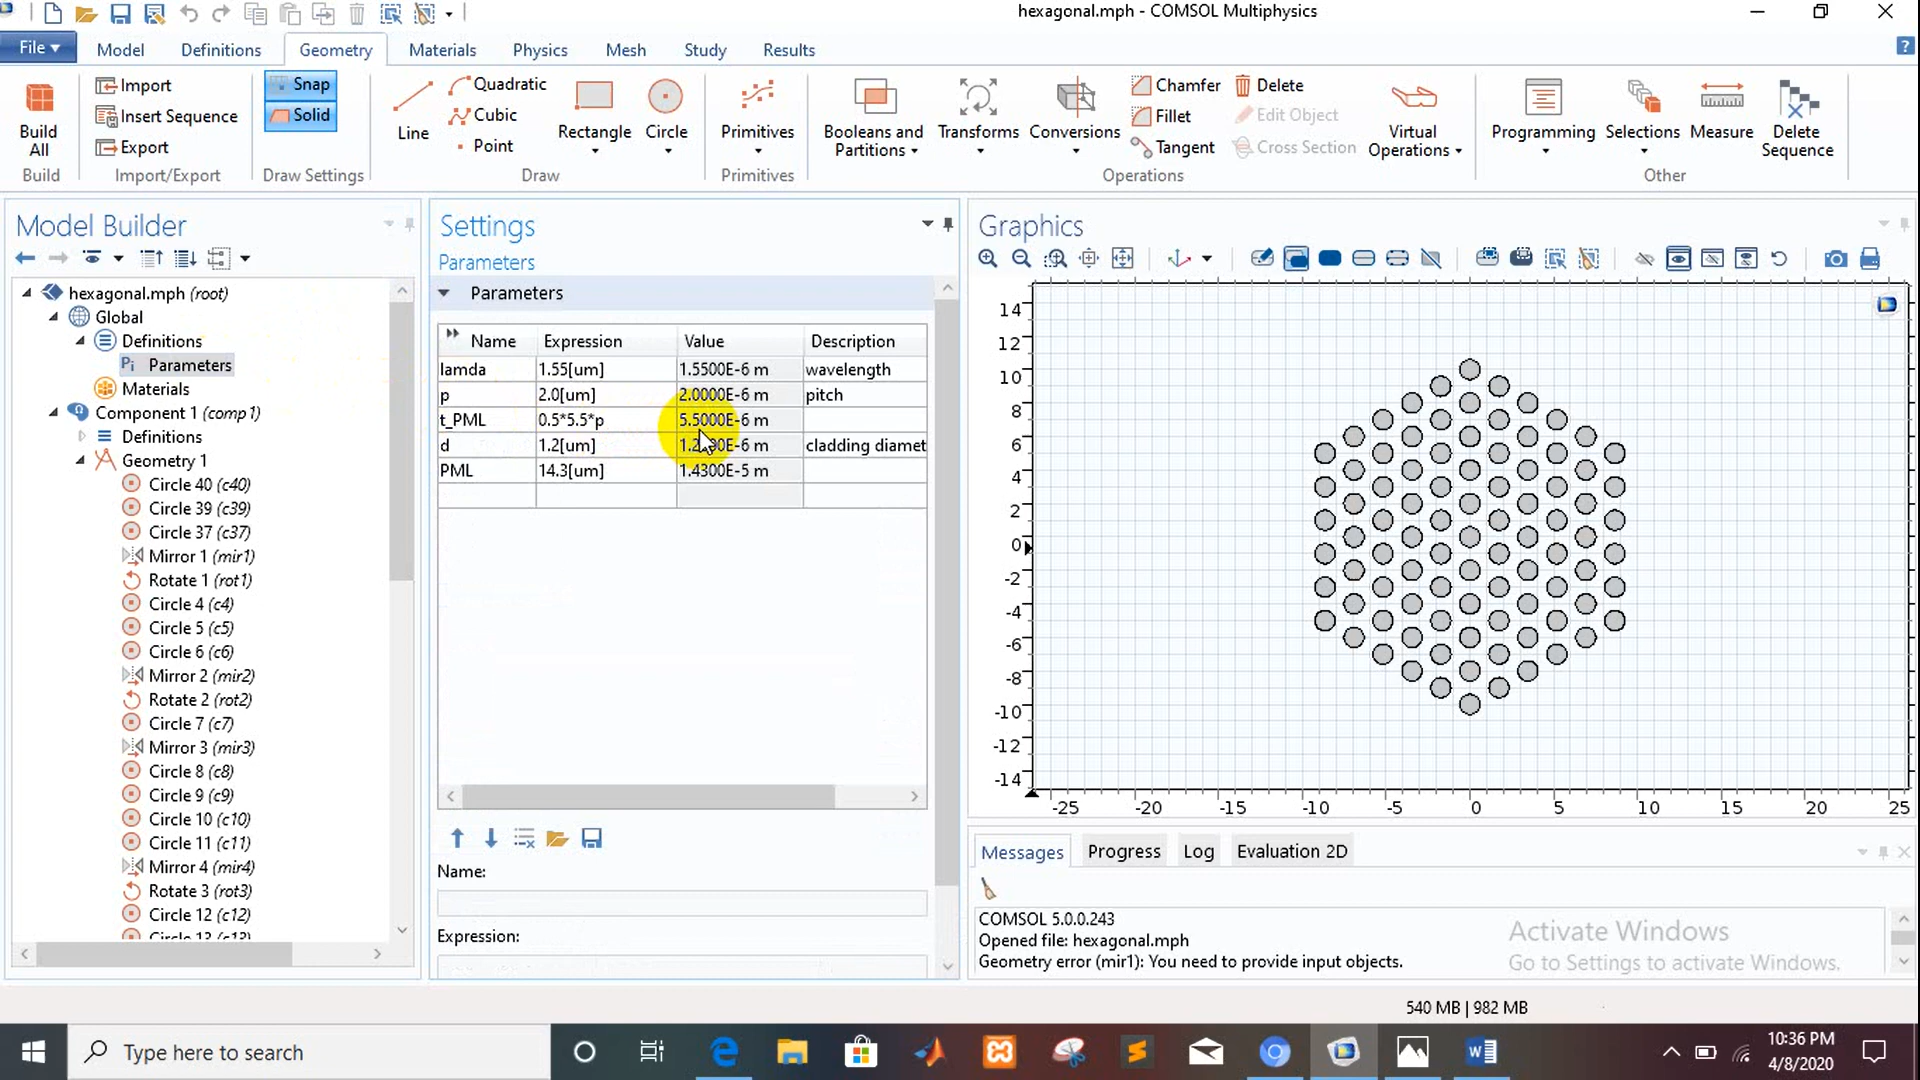 hexagonal.mph - COMSOL Multiphysics
File
Model
Definitions
Geometry
Materials
Physics
Mesh
Study
Results
Build All
Build
Import
Insert Sequence
Export
Import/Export
Snap
Solid
Draw Settings
Line
Quadratic
Cubic
Point
Rectangle
Circle
Draw
Primitives
Primitives
Booleans and Partitions
Transforms
Conversions
Chamfer
Fillet
Tangent
Delete
Edit Object
Cross Section
Operations
Virtual Operations
Programming
Selections
Measure
Delete Sequence
Other
Model Builder
hexagonal.mph (root)
Global
Definitions
Pi Parameters
Materials
Component 1 (comp1)
Definitions
Geometry 1
Circle 40 (c40)
Circle 39 (c39)
Circle 37 (c37)
Mirror 1 (mir1)
Rotate 1 (rot1)
Circle 4 (c4)
Circle 5 (c5)
Circle 6 (c6)
Mirror 2 (mir2)
Rotate 2 (rot2)
Circle 7 (c7)
Mirror 3 (mir3)
Circle 8 (c8)
Circle 9 (c9)
Circle 10 (c10)
Circle 11 (c11)
Mirror 4 (mir4)
Rotate 3 (rot3)
Circle 12 (c12)
Circle 13 (c13)
Settings
Parameters
Parameters
Name Expression Value Description
lamda 1.55[um] 1.5500E-6 m wavelength
p 2.0[um] 2.0000E-6 m pitch
t_PML 0.5*5.5*p 5.5000E-6 m
d 1.2[um] 1.2000E-6 m cladding diamet
PML 14.3[um] 1.4300E-5 m
Name:
Expression:
Graphics
14
12
10
8
6
4
2
0
-2
-4
-6
-8
-10
-12
-14
-25 -20 -15 -10 -5 0 5 10 15 20 25
Messages
Progress
Log
Evaluation 2D
COMSOL 5.0.0.243
Opened file: hexagonal.mph
Geometry error (mir1): You need to provide input objects.
Activate Windows
Go to Settings to activate Windows.
540 MB | 982 MB
Type here to search
10:36 PM
4/8/2020